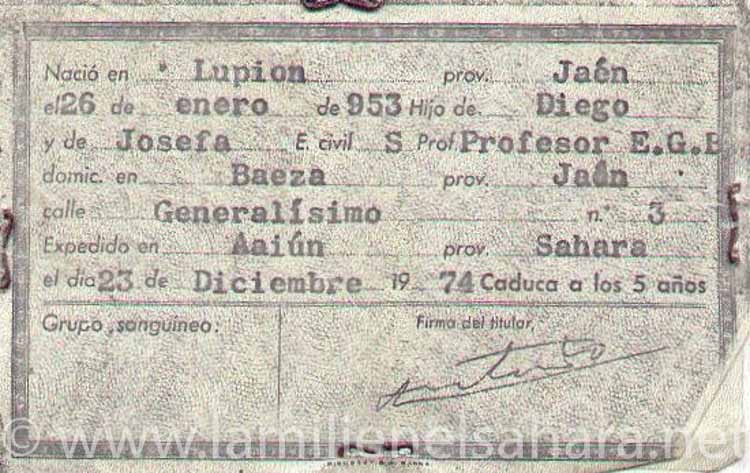 Nació en Lupion prov. Jaén
el 26 de enero de 953 Hijo de Diego
y de Josefa E. civil S Prof. Profesor E.G.B
domic. en Baeza prov. Jaén
calle Generalísimo n.º 3
Expedido en Aaiún prov. Sahara
el día 23 de Diciembre 19 74 Caduca a los 5 años
Grupo sanguíneo: Firma del titular,
© www.lamilienelsahara.net